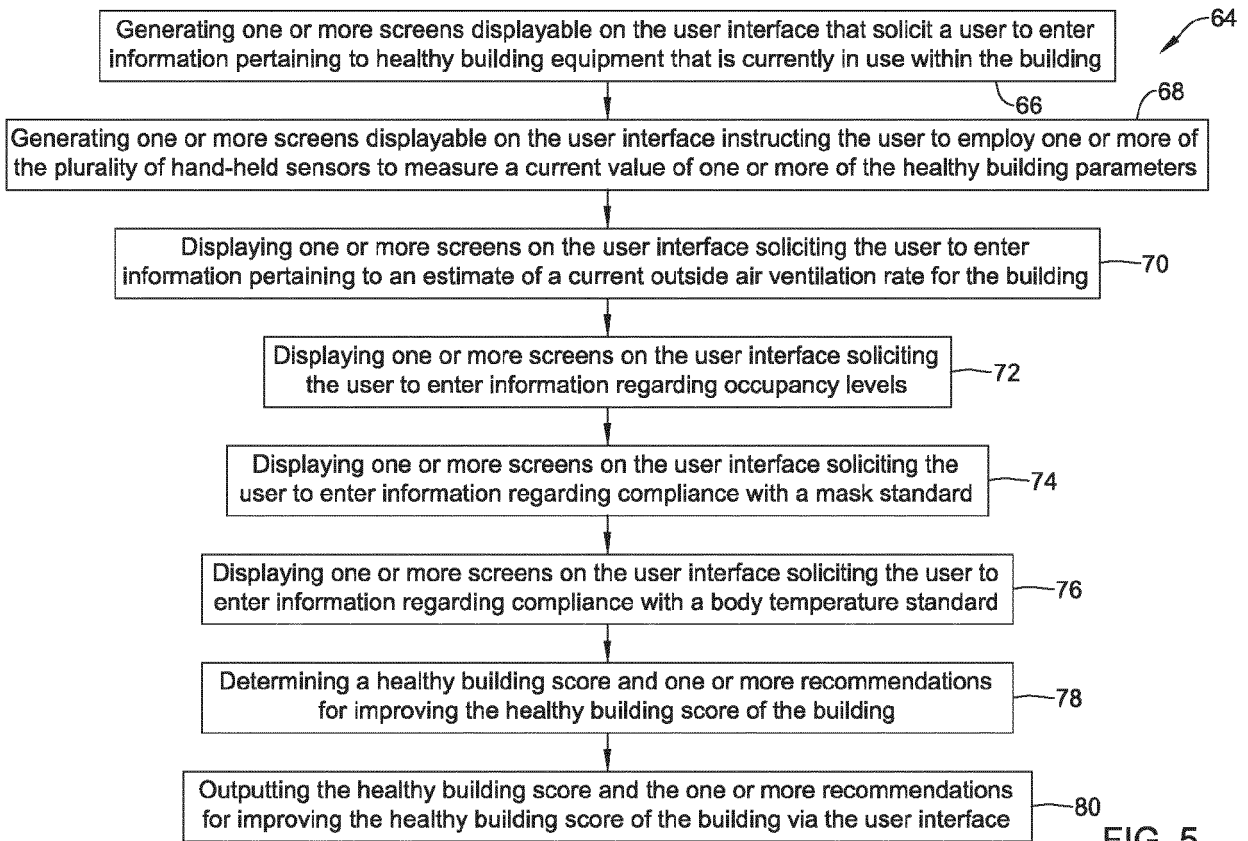 64
Generating one or more screens displayable on the user interface that solicit a user to enter
information pertaining to healthy building equipment that is currently in use within the building
66
68
Generating one or more screens displayable on the user interface instructing the user to employ one or more of
the plurality of hand-held sensors to measure a current value of one or more of the healthy building parameters
Displaying one or more screens on the user interface soliciting the user to enter
information pertaining to an estimate of a current outside air ventilation rate for the building
70
Displaying one or more screens on the user interface soliciting
the user to enter information regarding occupancy levels
72
Displaying one or more screens on the user interface soliciting the
user to enter information regarding compliance with a mask standard
74
Displaying one or more screens on the user interface soliciting the user to
enter information regarding compliance with a body temperature standard
76
Determining a healthy building score and one or more recommendations
for improving the healthy building score of the building
78
Outputting the healthy building score and the one or more recommendations
for improving the healthy building score of the building via the user interface
80
FIG. 5